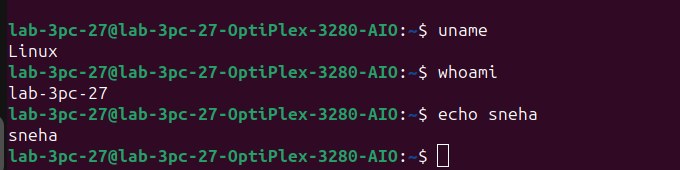 lab-3pc-27@lab-3pc-27-OptiPlex-3280-AIO:~$ uname
Linux
lab-3pc-27@lab-3pc-27-OptiPlex-3280-AIO:~$ whoami
lab-3pc-27
lab-3pc-27@lab-3pc-27-OptiPlex-3280-AIO:~$ echo sneha
sneha
lab-3pc-27@lab-3pc-27-OptiPlex-3280-AIO:~$